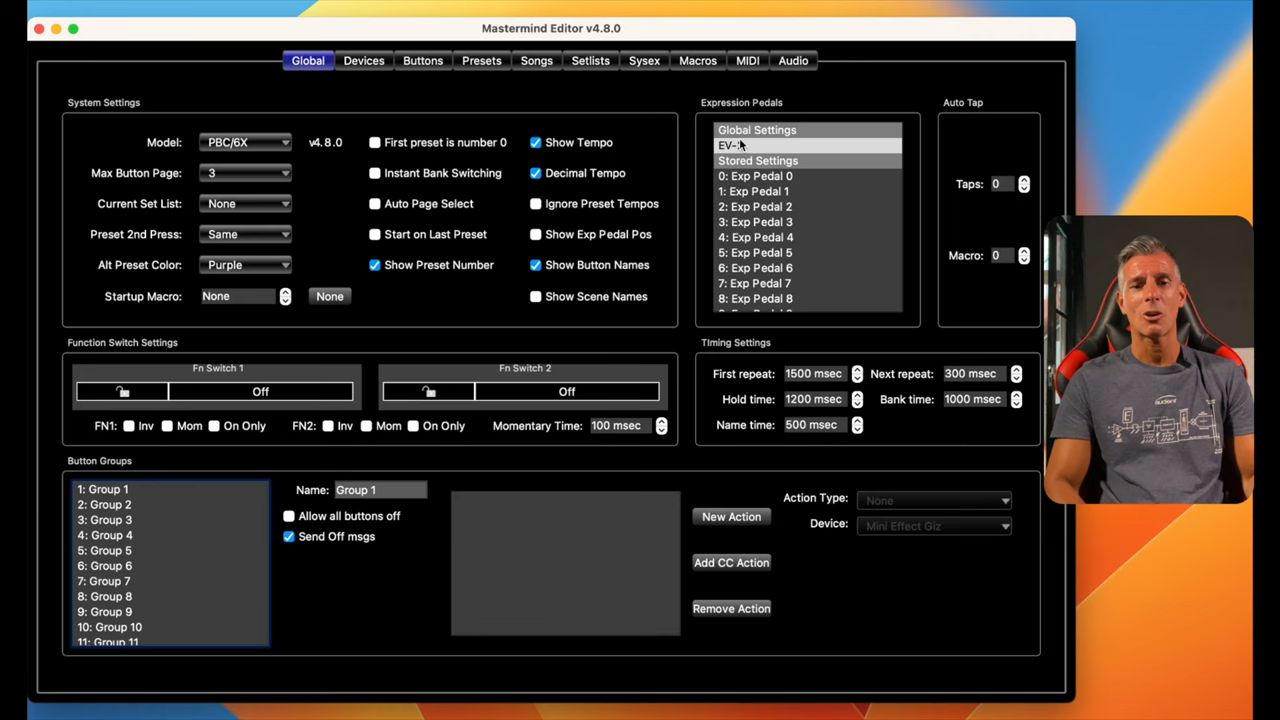 Mastermind Editor v4.8.0
Global Devices Buttons Presets Songs Setlists Sysex Macros MIDI Audio
System Settings
Model: PBC/6X v4.8.0
Max Button Page: 3
Current Set List: None
Preset 2nd Press: Same
Alt Preset Color: Purple
Startup Macro: None None
First preset is number 0
Instant Bank Switching
Auto Page Select
Start on Last Preset
Show Preset Number
Show Tempo
Decimal Tempo
Ignore Preset Tempos
Show Exp Pedal Pos
Show Button Names
Show Scene Names
Expression Pedals
Global Settings
Stored Settings
0: Exp Pedal 0
1: Exp Pedal 1
2: Exp Pedal 2
3: Exp Pedal 3
4: Exp Pedal 4
5: Exp Pedal 5
6: Exp Pedal 6
7: Exp Pedal 7
8: Exp Pedal 8
Auto Tap
Taps: 0
Macro: 0
Function Switch Settings
Fn Switch 1
Off
Fn Switch 2
Off
FN1: Inv Mom On Only FN2: Inv Mom On Only Momentary Time: 100 msec
TIming Settings
First repeat: 1500 msec Next repeat: 300 msec
Hold time: 1200 msec Bank time: 1000 msec
Name time: 500 msec
Button Groups
1: Group 1
2: Group 2
3: Group 3
4: Group 4
5: Group 5
6: Group 6
7: Group 7
8: Group 8
9: Group 9
10: Group 10
11: Group 11
Name: Group 1
Allow all buttons off
Send Off msgs
New Action
Add CC Action
Remove Action
Action Type: None
Device: Mini Effect Giz